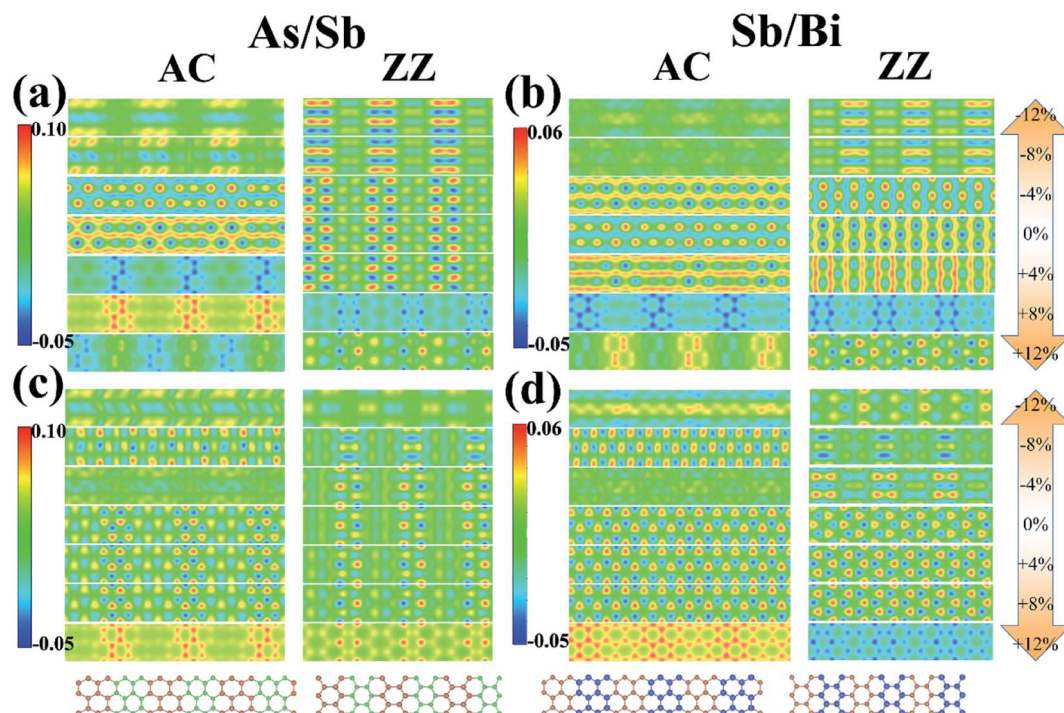 As/Sb
Sb/Bi
AC
ZZ
AC
ZZ
(a)
0.10
-0.05
(b)
0.06
-0.05
-12%
-8%
-4%
0%
+4%
+8%
+12%
(c)
0.10
-0.05
(d)
0.06
-0.05
-12%
-8%
-4%
0%
+4%
+8%
+12%